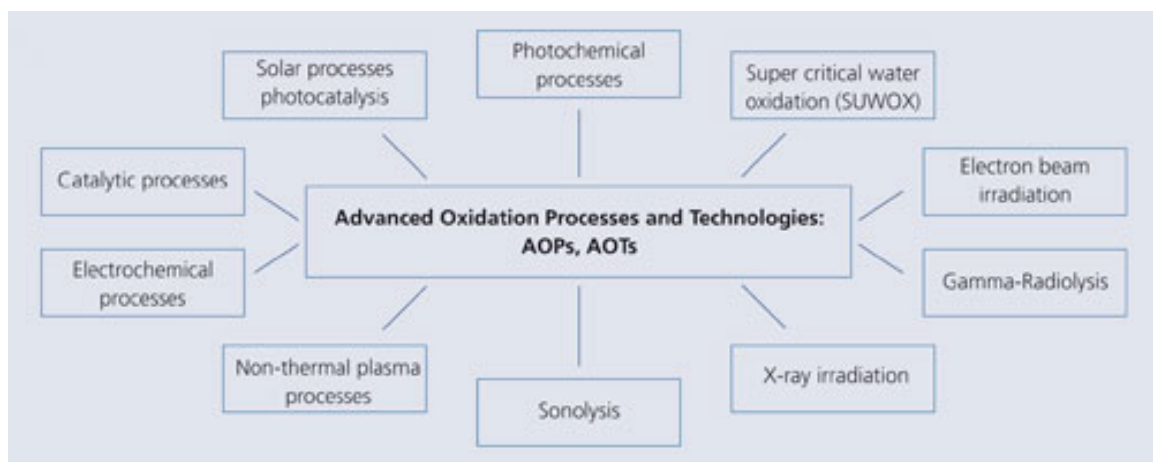 Photochemical
processes
Solar processes
photocatalysis
Super critical water
oxidation (SUWOX)
Catalytic processes
Electron beam
irradiation
Advanced Oxidation Processes and Technologies:
AOPs, AOTs
Electrochemical
processes
Gamma-Radiolysis
Non-thermal plasma
processes
Sonolysis
X-ray irradiation